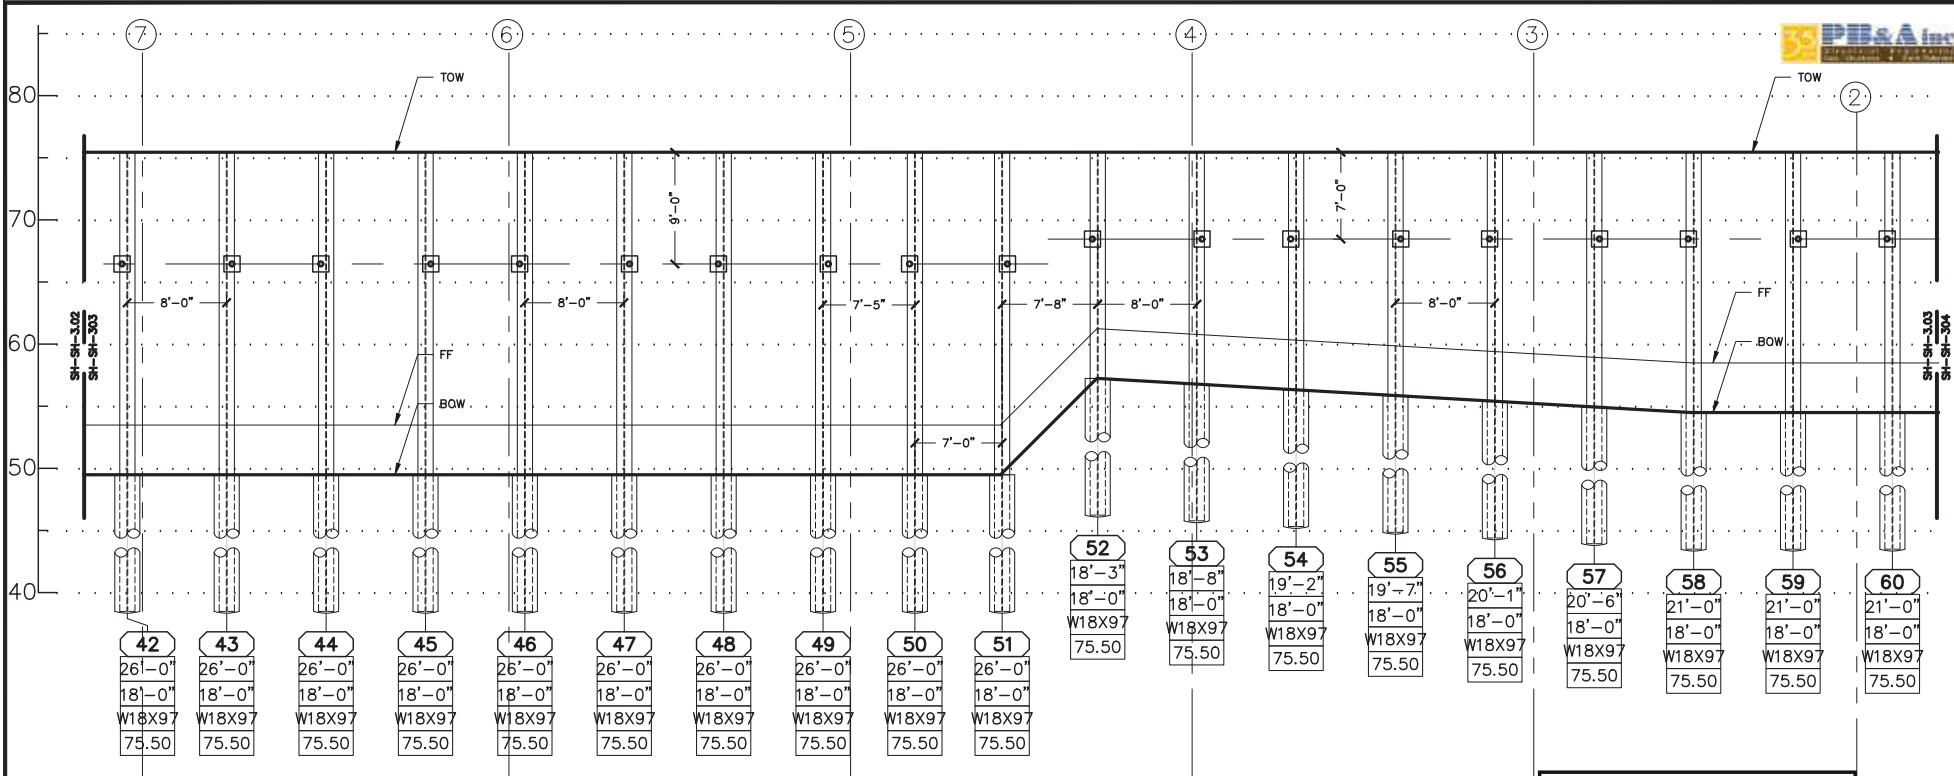 7 6 5 4 3 2
35 PB&A inc
TOW TOW
80
70
60
50
40
9'-0"
7'-0"
8'-0" 8'-0" 7'-5" 7'-8" 8'-0" 8'-0"
7'-0"
FF FF
BOW BOW
SH-SH-3.02
SH-SH-303
SH-SH-3.03
SH-SH-304
42 43 44 45 46 47 48 49 50 51
26'-0" 26'-0" 26'-0" 26'-0" 26'-0" 26'-0" 26'-0" 26'-0" 26'-0" 26'-0"
18'-0" 18'-0" 18'-0" 18'-0" 18'-0" 18'-0" 18'-0" 18'-0" 18'-0" 18'-0"
W18X97 W18X97 W18X97 W18X97 W18X97 W18X97 W18X97 W18X97 W18X97 W18X97
75.50 75.50 75.50 75.50 75.50 75.50 75.50 75.50 75.50 75.50
52 53 54 55 56 57 58 59 60
18'-3" 18'-8" 19'-2" 19'-7" 20'-1" 20'-6" 21'-0" 21'-0" 21'-0"
18'-0" 18'-0" 18'-0" 18'-0" 18'-0" 18'-0" 18'-0" 18'-0" 18'-0"
W18X97 W18X97 W18X97 W18X97 W18X97 W18X97 W18X97 W18X97 W18X97
75.50 75.50 75.50 75.50 75.50 75.50 75.50 75.50 75.50